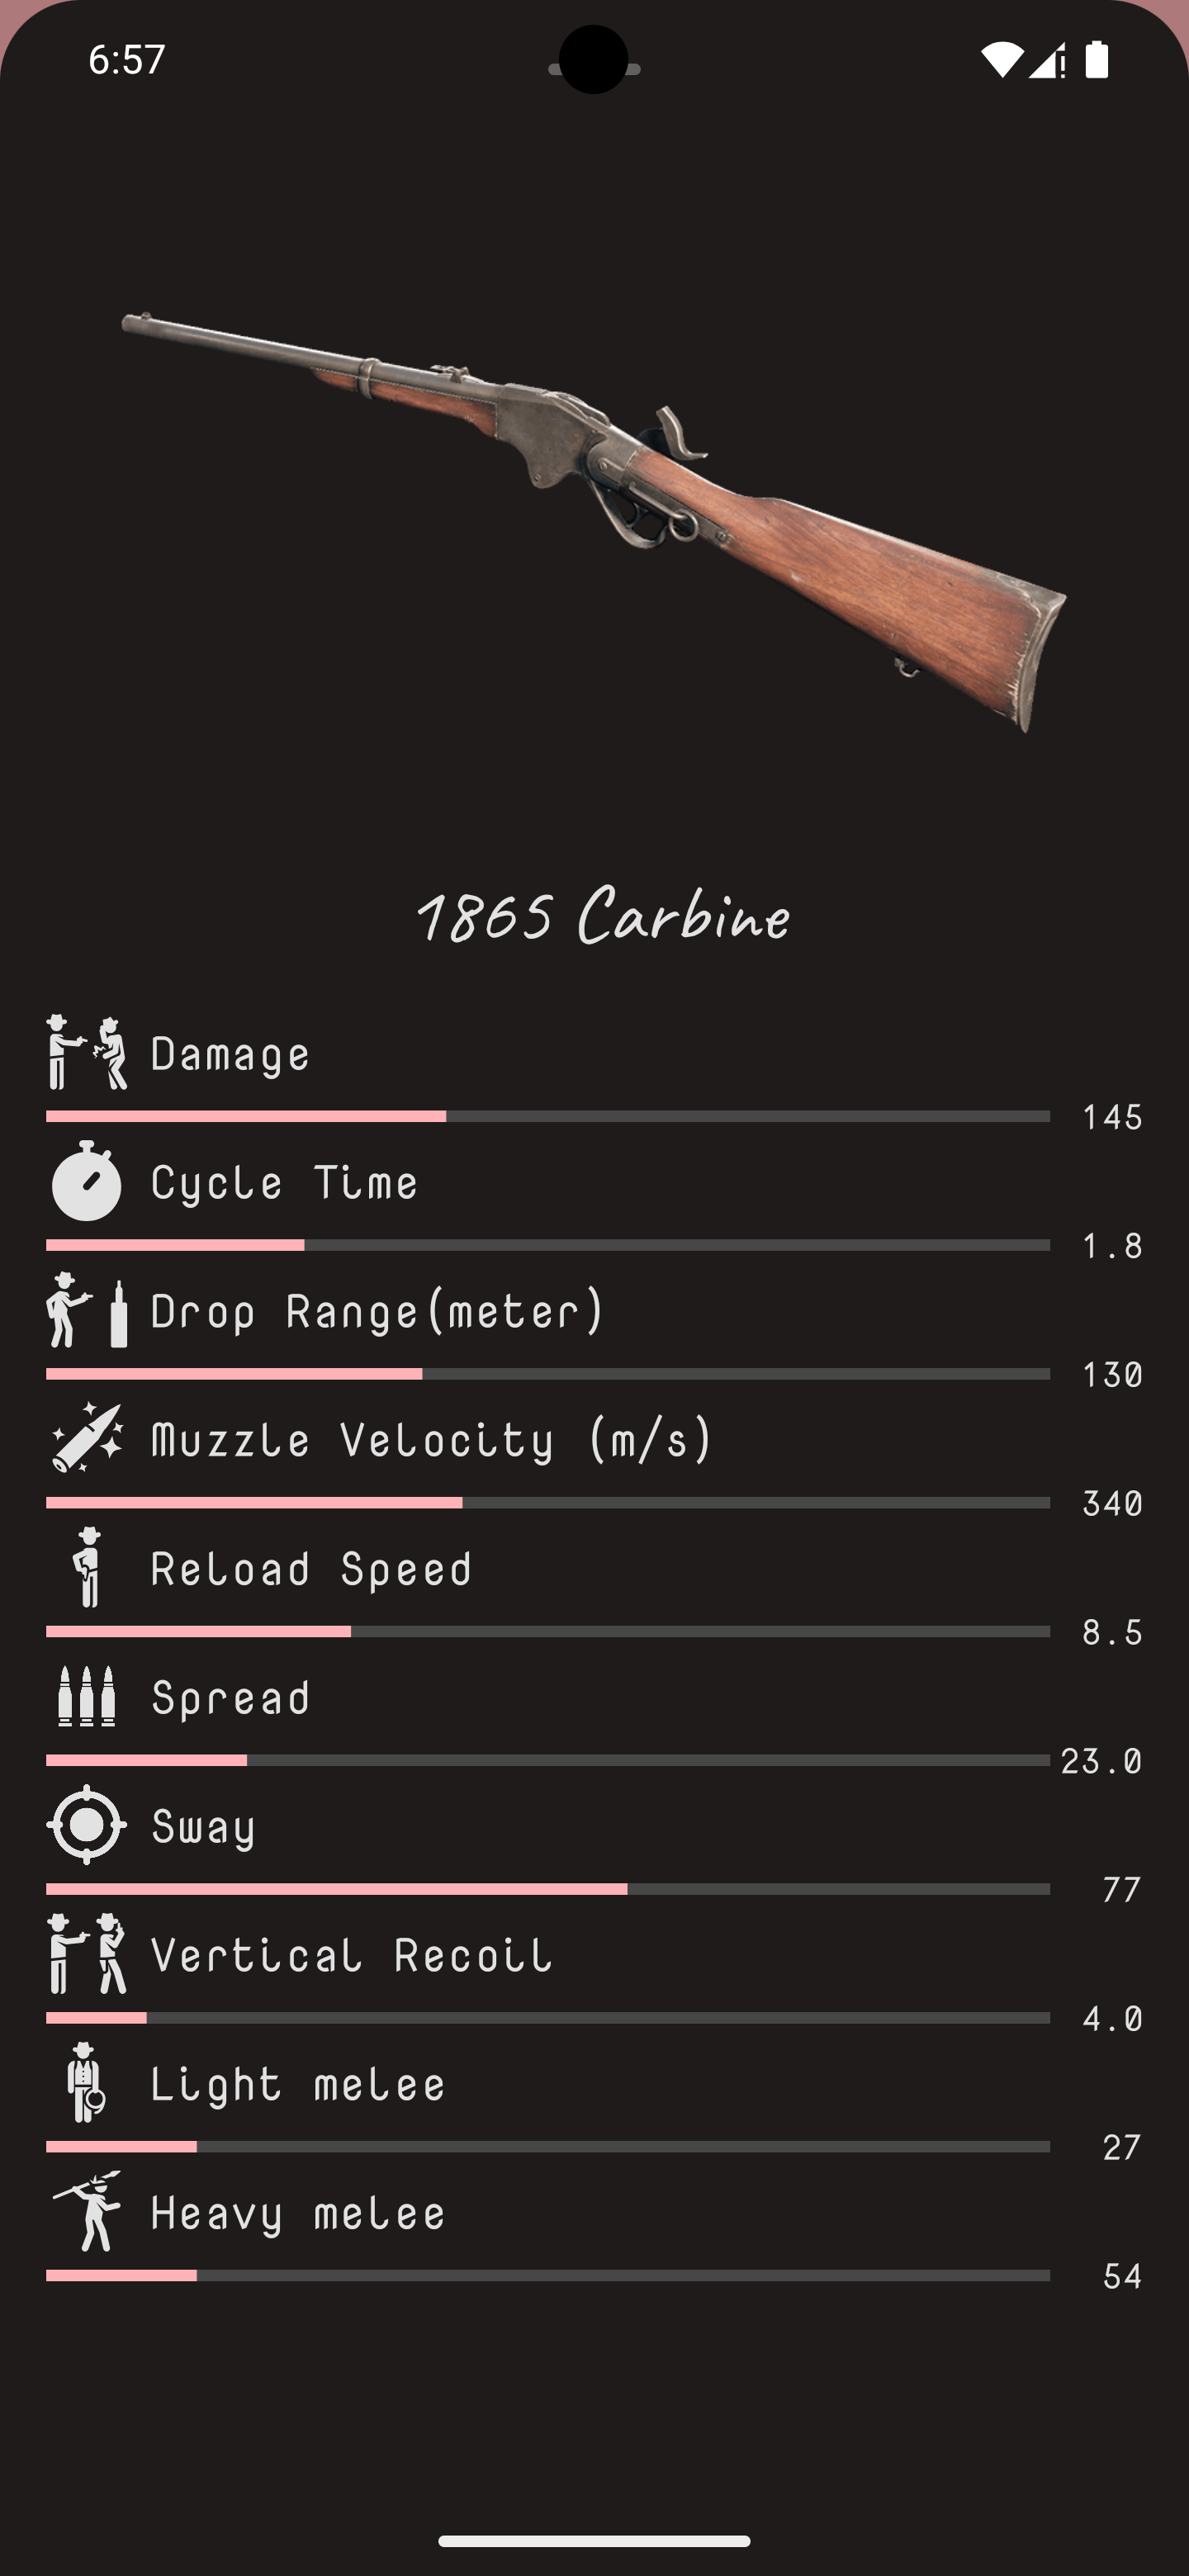 6:57
1865 Carbine
Damage
145
Cycle Time
1.8
Drop Range(meter)
130
Muzzle Velocity (m/s)
340
Reload Speed
8.5
Spread
23.0
Sway
77
Vertical Recoil
4.0
Light melee
27
Heavy melee
54